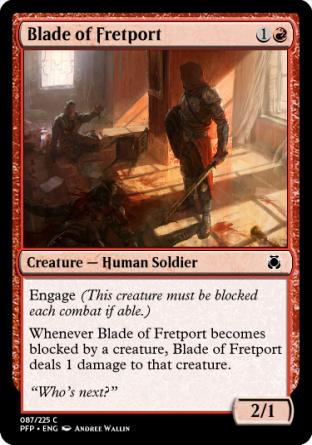 Blade of Fretport 1
Creature — Human Soldier
Engage (This creature must be blocked
each combat if able.)
Whenever Blade of Fretport becomes
blocked by a creature, Blade of Fretport
deals 1 damage to that creature.
“Who’s next?”
2/1
087/225 C
PFP • ENG Andree Wallin